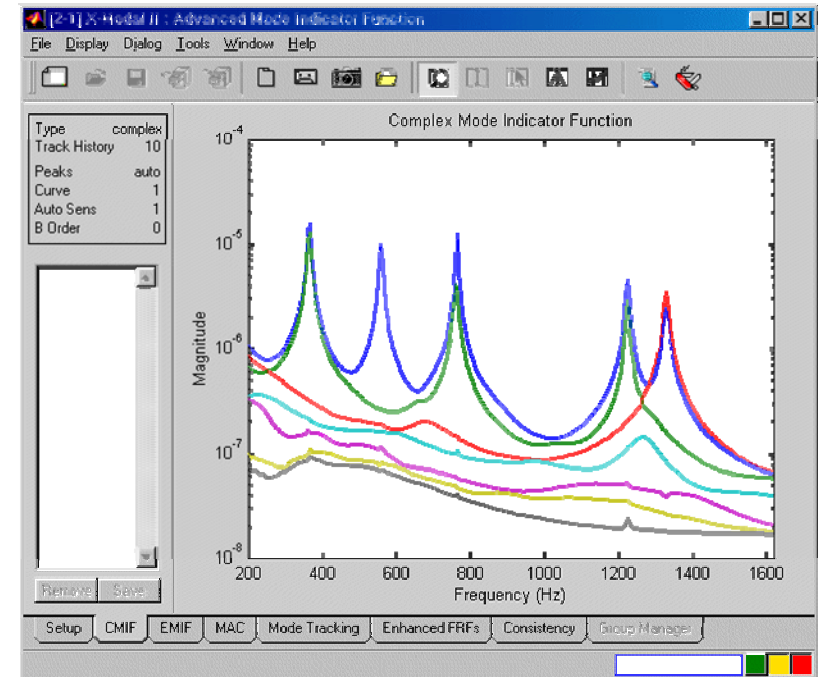 [2-1] X-Modal II : Advanced Mode Indicator Function
File Display Dialog Tools Window Help
Type complex
Track History 10
Peaks auto
Curve 1
Auto Sens 1
B Order 0
Remove Save
Complex Mode Indicator Function
Magnitude
10-4
10-5
10-6
10-7
10-8
200 400 600 800 1000 1200 1400 1600
Frequency (Hz)
Setup CMIF EMIF MAC Mode Tracking Enhanced FRFs Consistency Group Manager